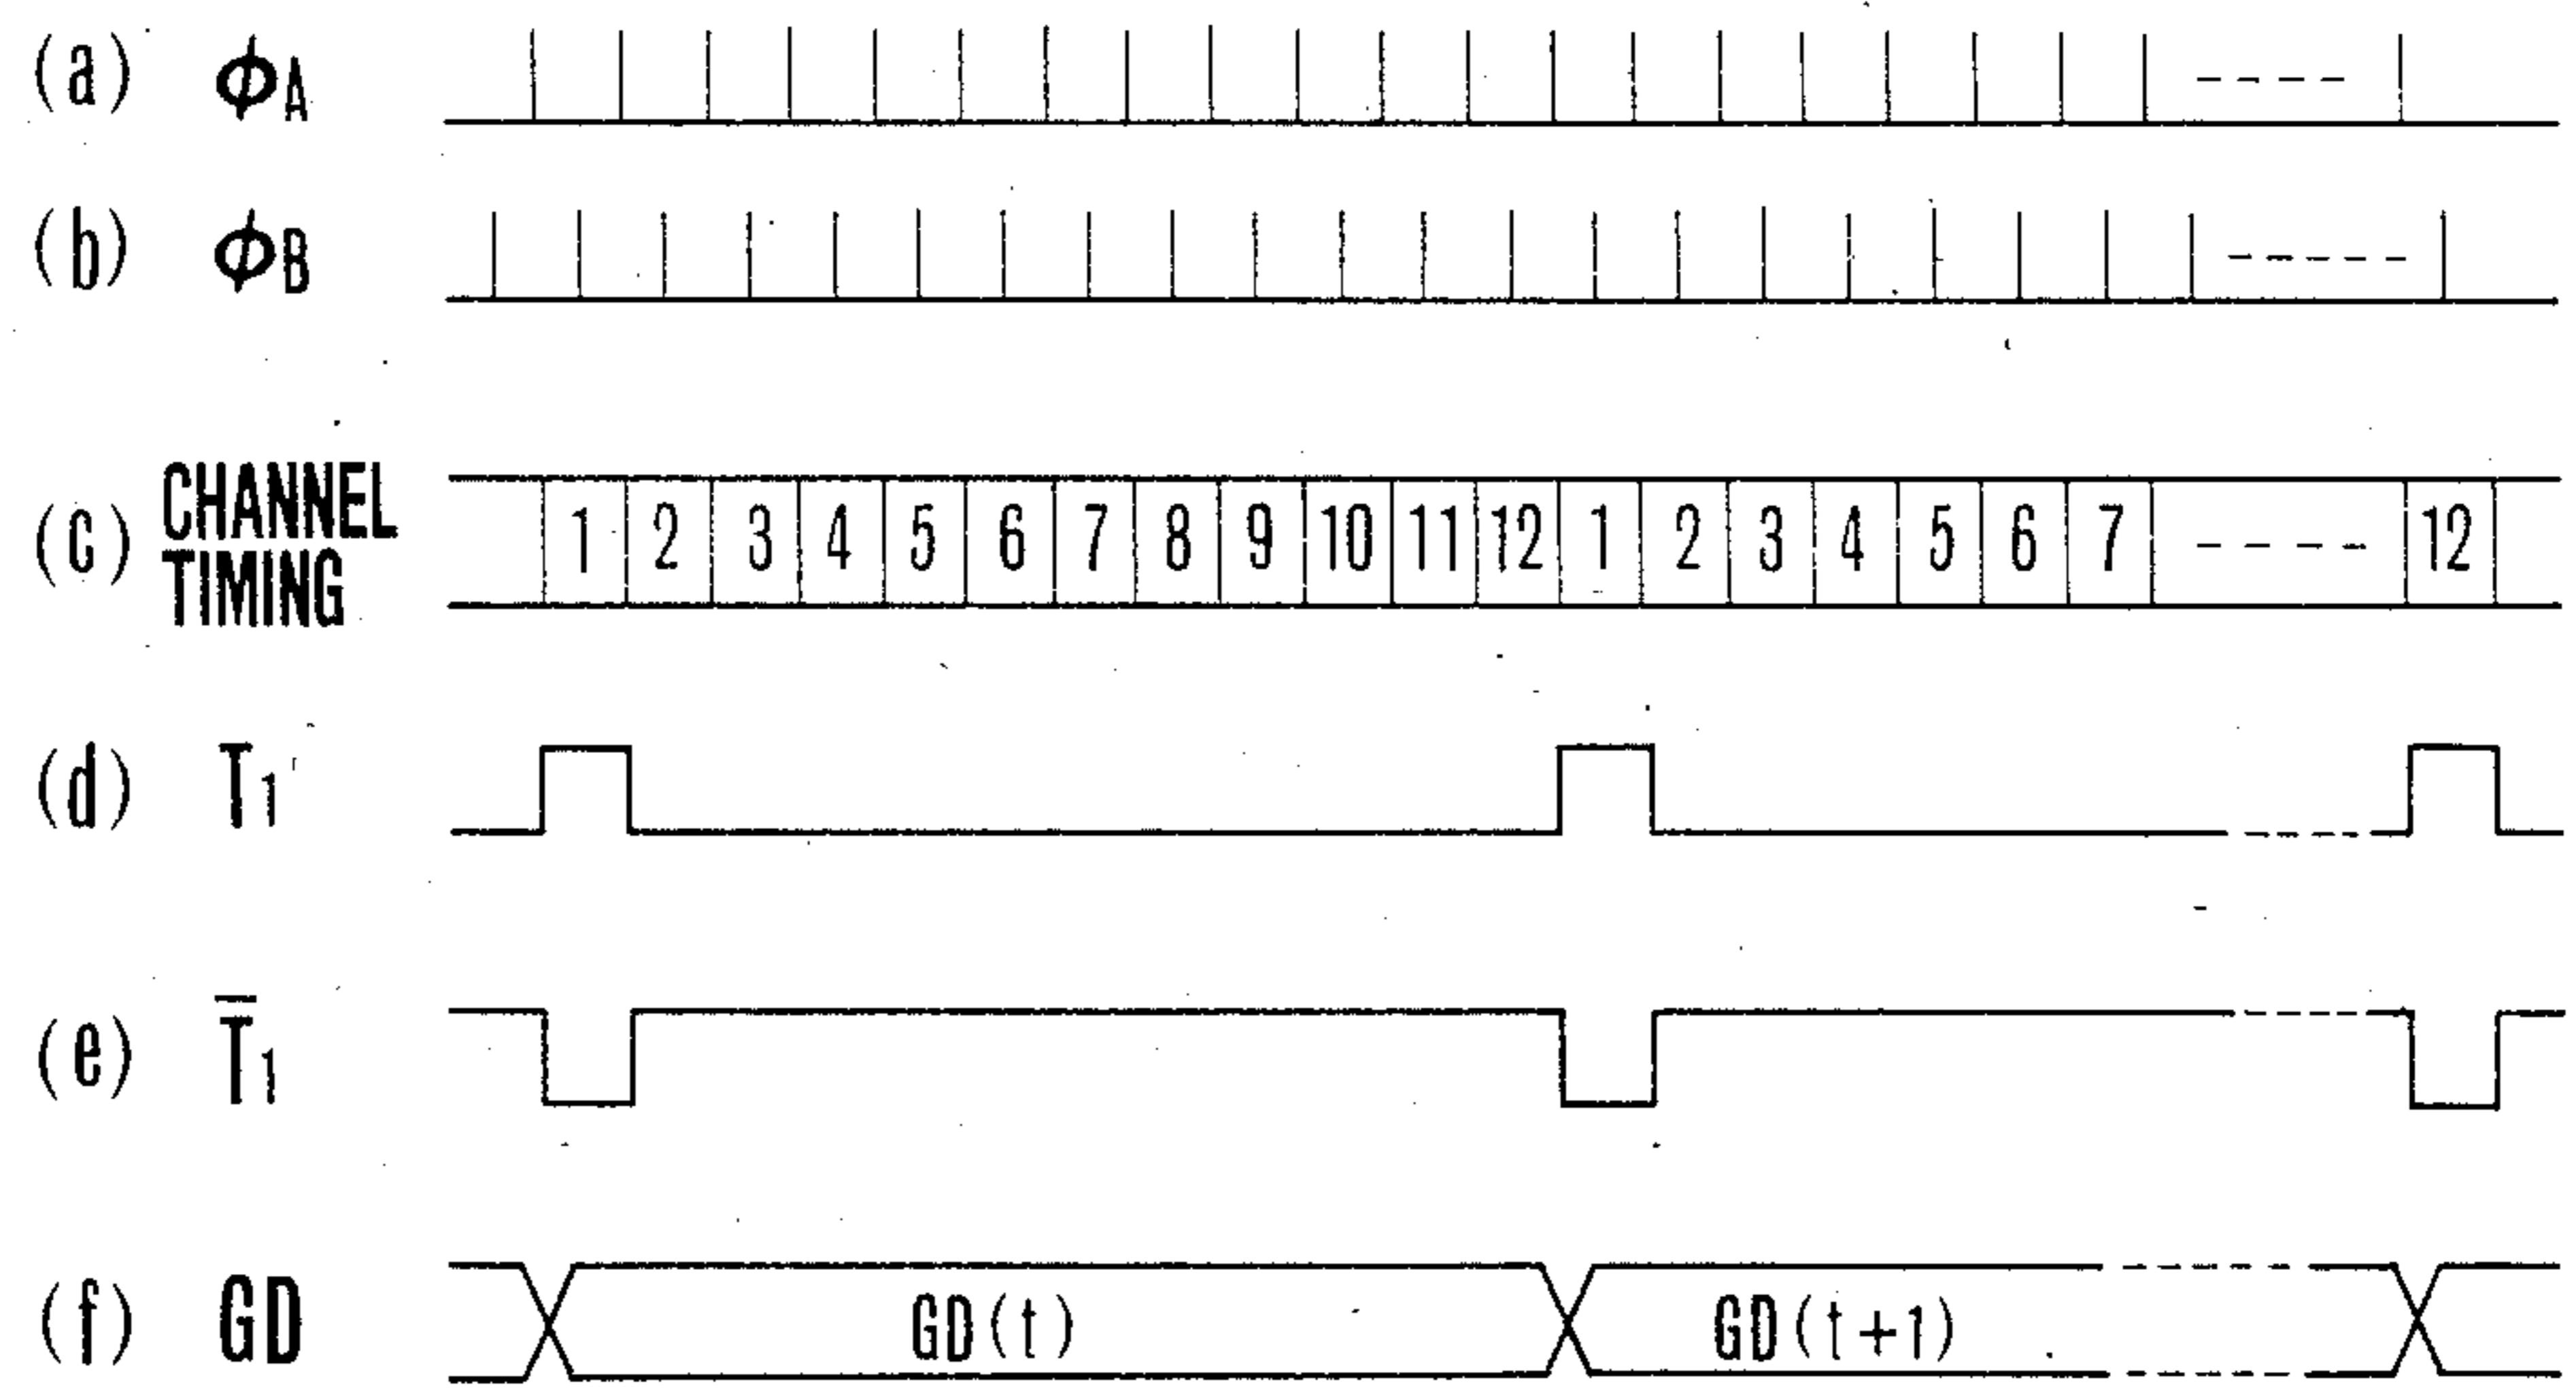 (a) ϕA
(b) ϕB
(c) CHANNEL TIMING 1 2 3 4 5 6 7 8 9 10 11 12 1 2 3 4 5 6 7 ---- 12
(d) T1
(e) T̅1
(f) GD GD(t) GD(t+1)